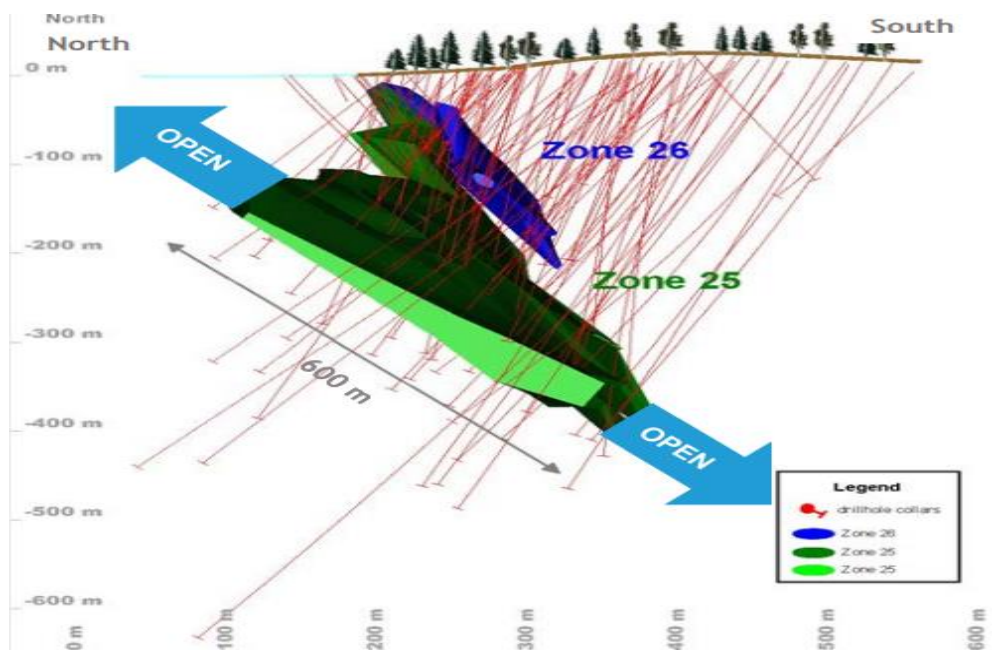 North
North
South
0 m
OPEN
-100 m
Zone 26
-200 m
Zone 25
-300 m
600 m
-400 m
OPEN
Legend
drillhole collars
Zone 26
Zone 25
Zone 25
-500 m
-600 m
0 m
100 m
200 m
300 m
400 m
500 m
600 m